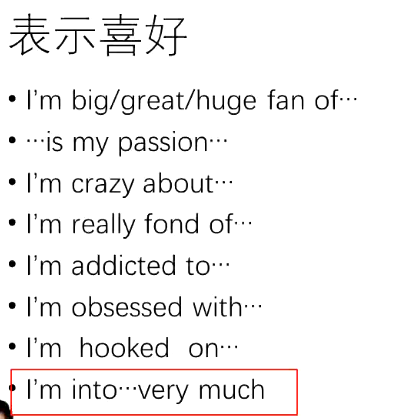 表示喜好
• I'm big/great/huge fan of…
• …is my passion…
• I'm crazy about…
• I'm really fond of…
• I'm addicted to…
• I'm obsessed with…
• I'm hooked on…
• I'm into…very much